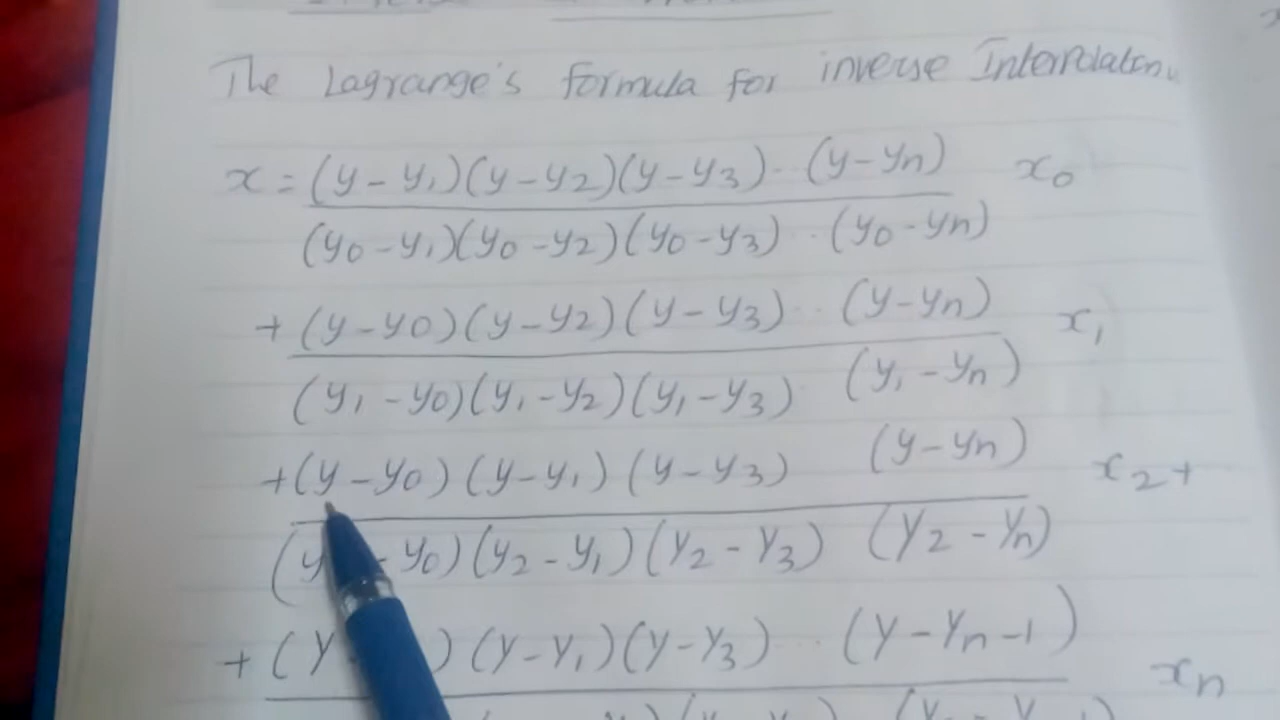 The Lagrange's formula for inverse Interpolation
x = (y - y1)(y - y2)(y - y3) .. (y - yn) x0
(y0 - y1)(y0 - y2)(y0 - y3) .. (y0 - yn)
+ (y - y0)(y - y2)(y - y3) .. (y - yn) x1
(y1 - y0)(y1 - y2)(y1 - y3) (y1 - yn)
+ (y - y0) (y - y1) (y - y3) (y - yn) x2 +
(y - y0) (y2 - y1) (y2 - y3) (y2 - yn)
+ (y ) (y - y1) (y - y3) .. (y - yn-1) xn